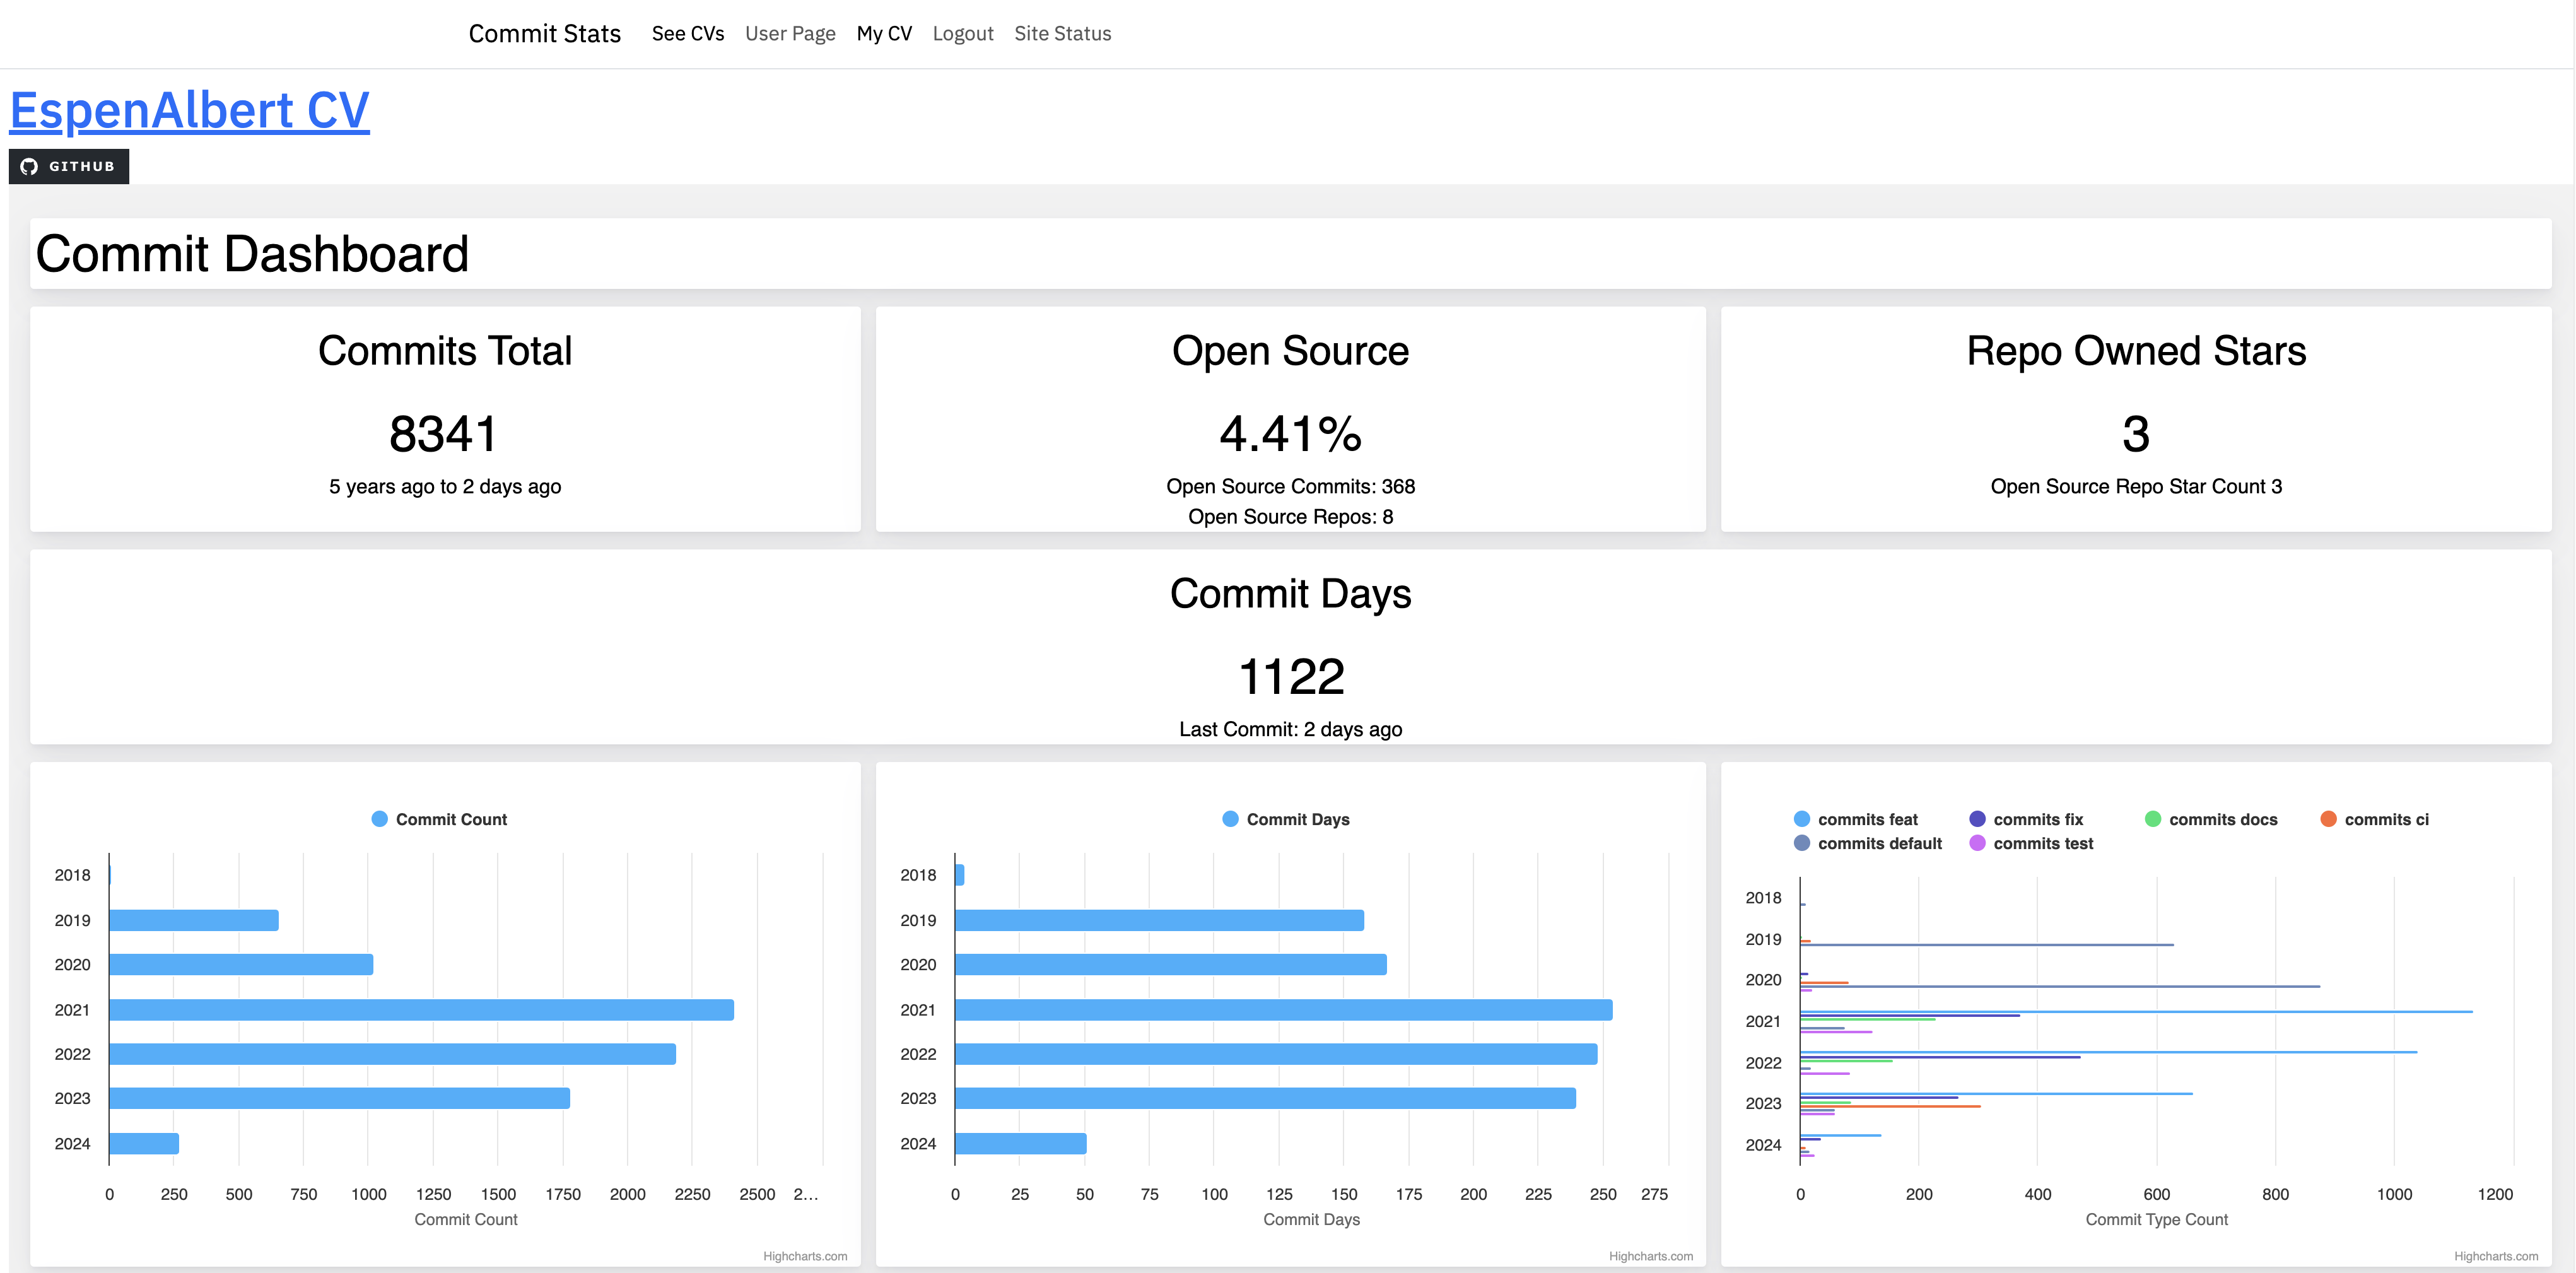 Commit Stats See CVs User Page My CV Logout Site Status
EspenAlbert CV
GITHUB
Commit Dashboard
Commits Total
8341
5 years ago to 2 days ago
Open Source
4.41%
Open Source Commits: 368
Open Source Repos: 8
Repo Owned Stars
3
Open Source Repo Star Count 3
Commit Days
1122
Last Commit: 2 days ago
Commit Count
2018
2019
2020
2021
2022
2023
2024
0 250 500 750 1000 1250 1500 1750 2000 2250 2500 2...
Commit Count
Highcharts.com
Commit Days
2018
2019
2020
2021
2022
2023
2024
0 25 50 75 100 125 150 175 200 225 250 275
Commit Days
Highcharts.com
commits feat commits fix commits docs commits ci
commits default commits test
2018
2019
2020
2021
2022
2023
2024
0 200 400 600 800 1000 1200
Commit Type Count
Highcharts.com